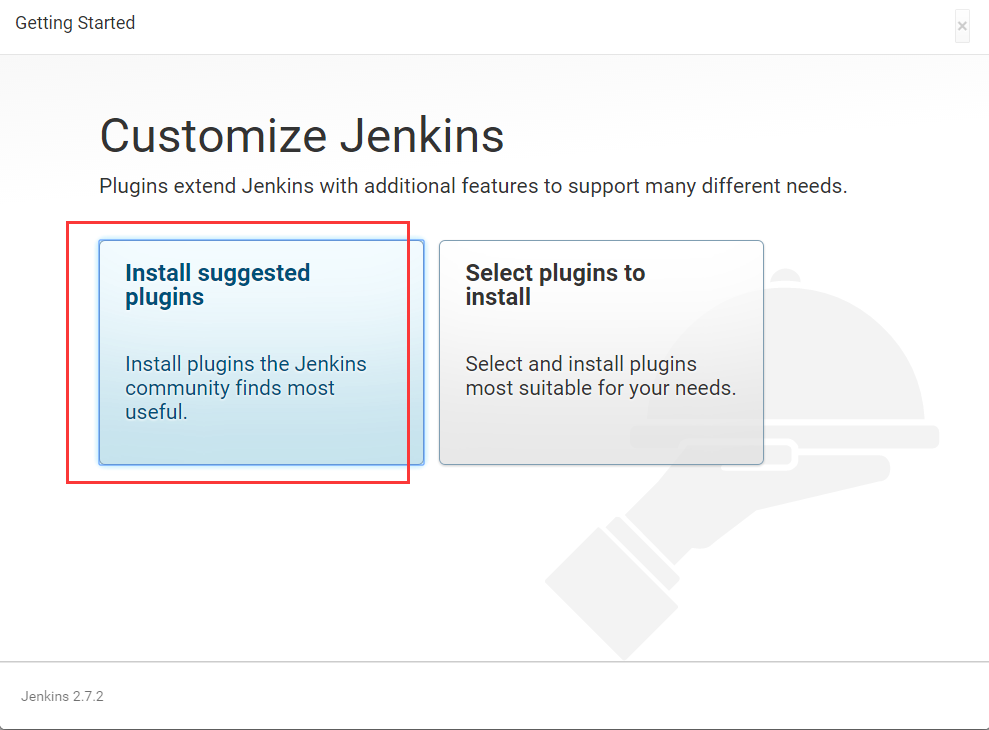 Getting Started
×
Customize Jenkins
Plugins extend Jenkins with additional features to support many different needs.
Install suggested
plugins
Install plugins the Jenkins
community finds most
useful.
Select plugins to
install
Select and install plugins
most suitable for your needs.
Jenkins 2.7.2